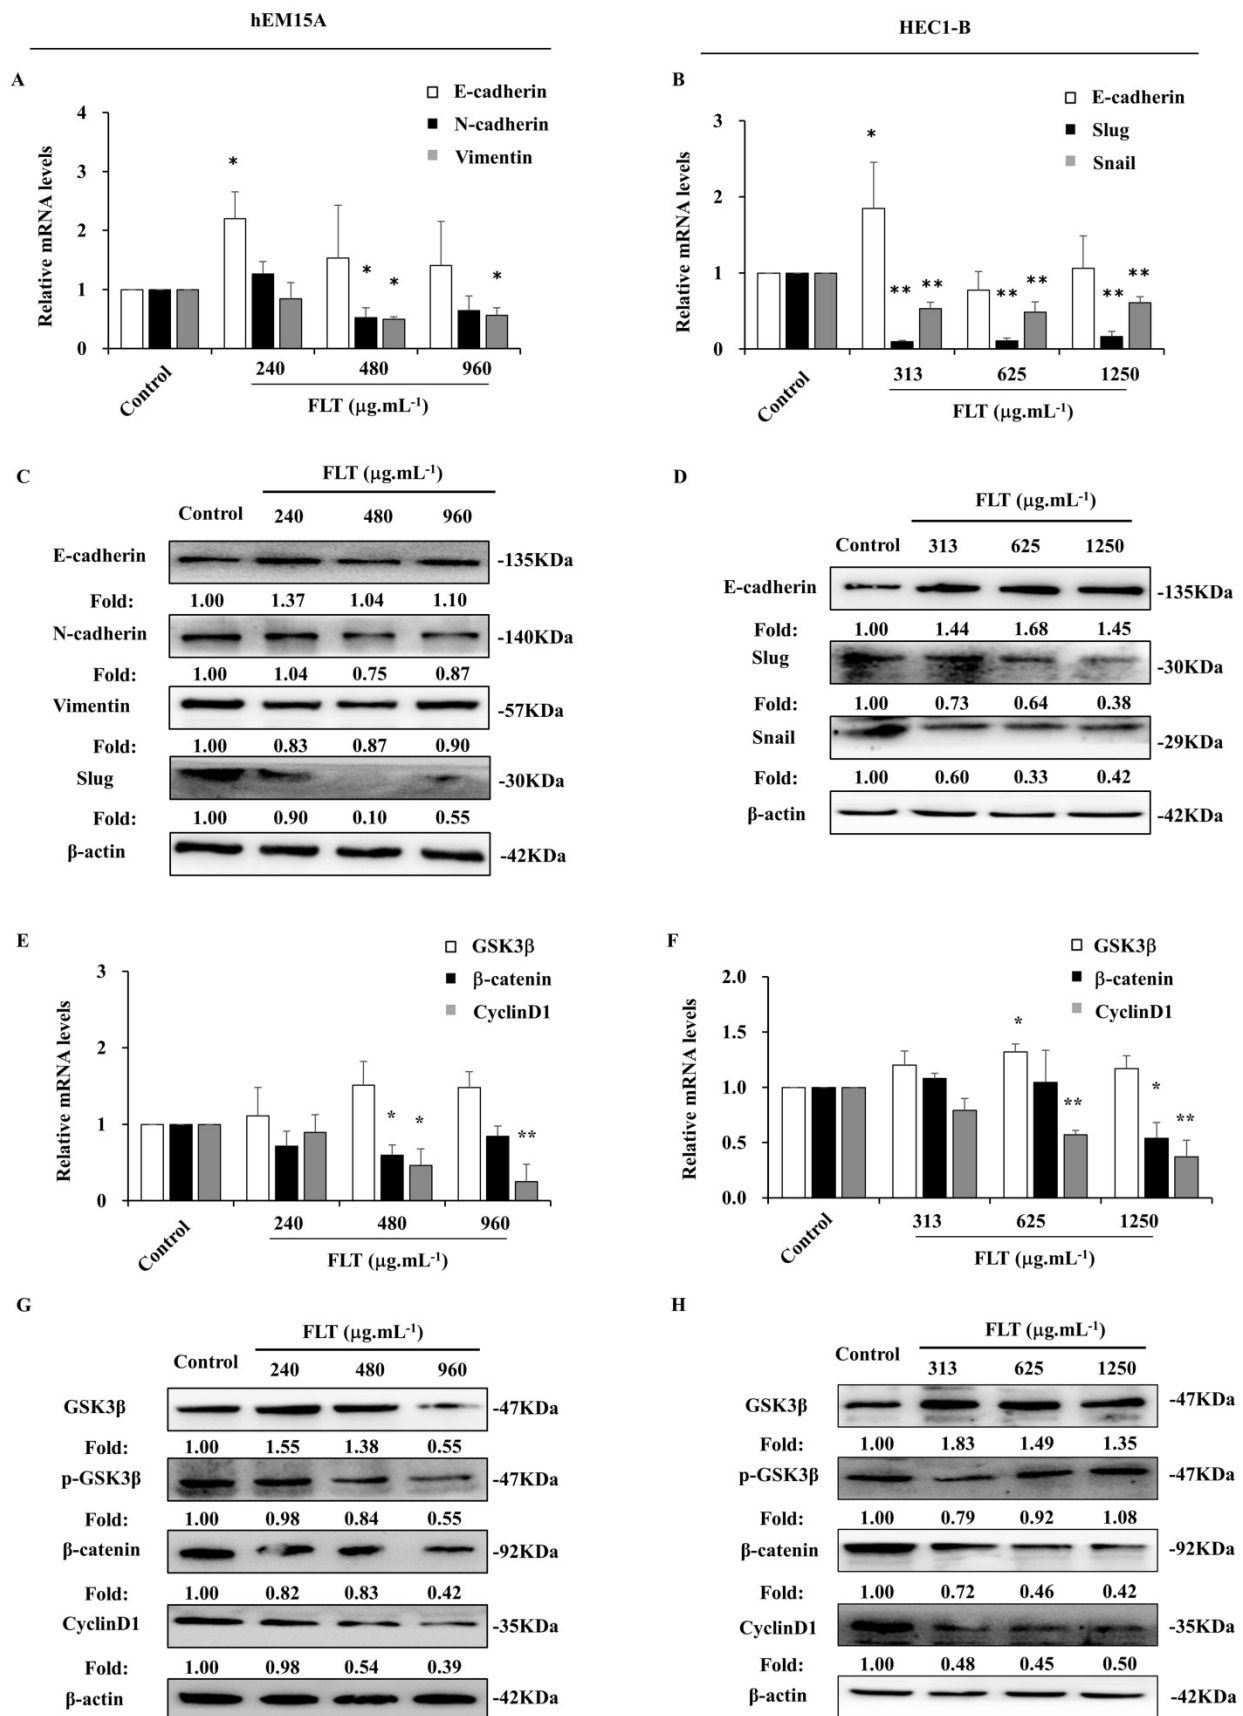 hEM15A
HEC1-B
A
E-cadherin
N-cadherin
Vimentin
4
3
2
1
0
Relative mRNA levels
*
* *
*
Control
240 480 960
FLT (μg.mL-1)
B
E-cadherin
Slug
Snail
3
2
1
0
Relative mRNA levels
*
** **
** **
** **
Control
313 625 1250
FLT (μg.mL-1)
C
FLT (μg.mL-1)
Control 240 480 960
E-cadherin -135KDa
Fold: 1.00 1.37 1.04 1.10
N-cadherin -140KDa
Fold: 1.00 1.04 0.75 0.87
Vimentin -57KDa
Fold: 1.00 0.83 0.87 0.90
Slug -30KDa
Fold: 1.00 0.90 0.10 0.55
β-actin -42KDa
D
FLT (μg.mL-1)
Control 313 625 1250
E-cadherin -135KDa
Fold: 1.00 1.44 1.68 1.45
Slug -30KDa
Fold: 1.00 0.73 0.64 0.38
Snail -29KDa
Fold: 1.00 0.60 0.33 0.42
β-actin -42KDa
E
GSK3β
β-catenin
CyclinD1
3
2
1
0
Relative mRNA levels
* *
**
Control
240 480 960
FLT (μg.mL-1)
F
GSK3β
β-catenin
CyclinD1
2.0
1.5
1.0
0.5
0.0
Relative mRNA levels
*
**
*
**
Control
313 625 1250
FLT (μg.mL-1)
G
FLT (μg.mL-1)
Control 240 480 960
GSK3β -47KDa
Fold: 1.00 1.55 1.38 0.55
p-GSK3β -47KDa
Fold: 1.00 0.98 0.84 0.55
β-catenin -92KDa
Fold: 1.00 0.82 0.83 0.42
CyclinD1 -35KDa
Fold: 1.00 0.98 0.54 0.39
β-actin -42KDa
H
FLT (μg.mL-1)
Control 313 625 1250
GSK3β -47KDa
Fold: 1.00 1.83 1.49 1.35
p-GSK3β -47KDa
Fold: 1.00 0.79 0.92 1.08
β-catenin -92KDa
Fold: 1.00 0.72 0.46 0.42
CyclinD1 -35KDa
Fold: 1.00 0.48 0.45 0.50
β-actin -42KDa